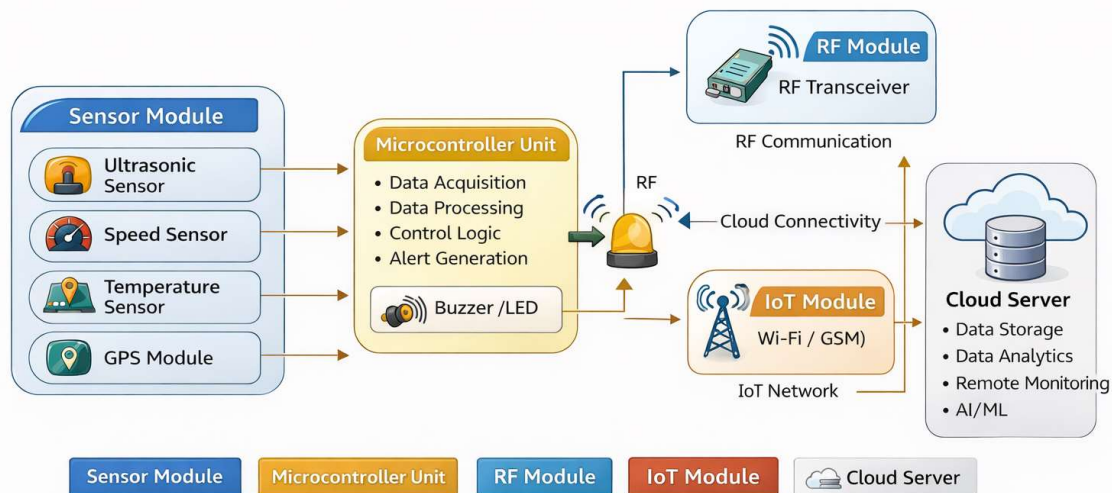 Sensor Module
Ultrasonic
Sensor
Speed Sensor
Temperature
Sensor
GPS Module
Microcontroller Unit
• Data Acquisition
• Data Processing
• Control Logic
• Alert Generation
Buzzer /LED
RF
RF Module
RF Transceiver
RF Communication
Cloud Connectivity
IoT Module
Wi-Fi / GSM)
IoT Network
Cloud Server
• Data Storage
• Data Analytics
• Remote Monitoring
• AI/ML
Sensor Module
Microcontroller Unit
RF Module
IoT Module
Cloud Server